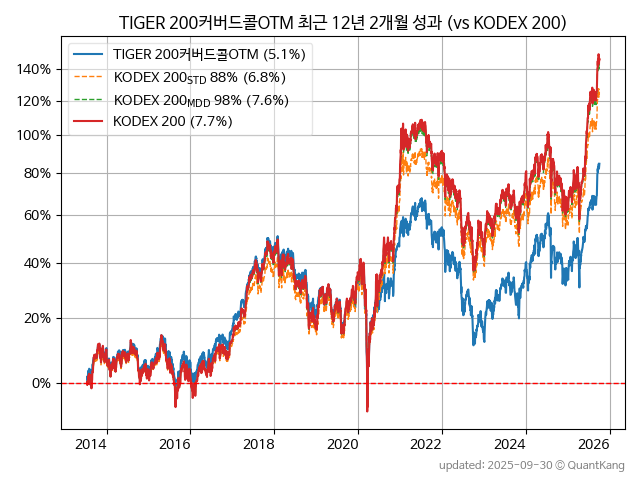 TIGER 200커버드콜OTM 최근 12년 2개월 성과 (vs KODEX 200)
TIGER 200커버드콜OTM (5.1%)
KODEX 200STD 88% (6.8%)
KODEX 200MDD 98% (7.6%)
KODEX 200 (7.7%)
140%
120%
100%
80%
60%
40%
20%
0%
2014 2016 2018 2020 2022 2024 2026
updated: 2025-09-30 © QuantKang